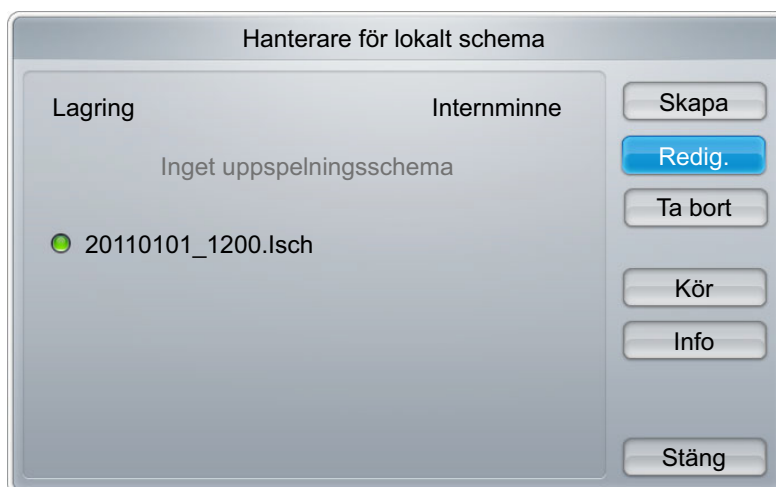 Hanterare för lokalt schema
Lagring Internminne
Inget uppspelningsschema
20110101_1200.lsch
Skapa
Redig.
Ta bort
Kör
Info
Stäng